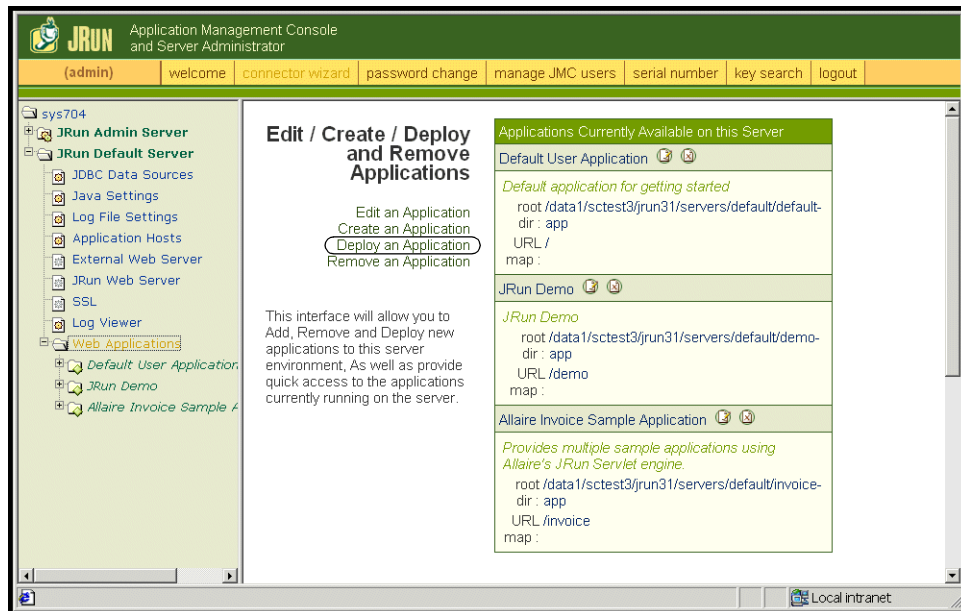 JRUN
Application Management Console
and Server Administrator
(admin) welcome connector wizard password change manage JMC users serial number key search logout
sys704
JRun Admin Server
JRun Default Server
JDBC Data Sources
Java Settings
Log File Settings
Application Hosts
External Web Server
JRun Web Server
SSL
Log Viewer
Web Applications
Default User Application
JRun Demo
Allaire Invoice Sample A
Edit / Create / Deploy
and Remove
Applications
Edit an Application
Create an Application
Deploy an Application
Remove an Application
This interface will allow you to
Add, Remove and Deploy new
applications to this server
environment, As well as provide
quick access to the applications
currently running on the server.
Applications Currently Available on this Server
Default User Application
Default application for getting started
root /data1/sctest3/jrun31/servers/default/default-
dir : app
URL /
map :
JRun Demo
JRun Demo
root /data1/sctest3/jrun31/servers/default/demo-
dir : app
URL /demo
map :
Allaire Invoice Sample Application
Provides multiple sample applications using
Allaire's JRun Servlet engine.
root /data1/sctest3/jrun31/servers/default/invoice-
dir : app
URL /invoice
map :
Local intranet